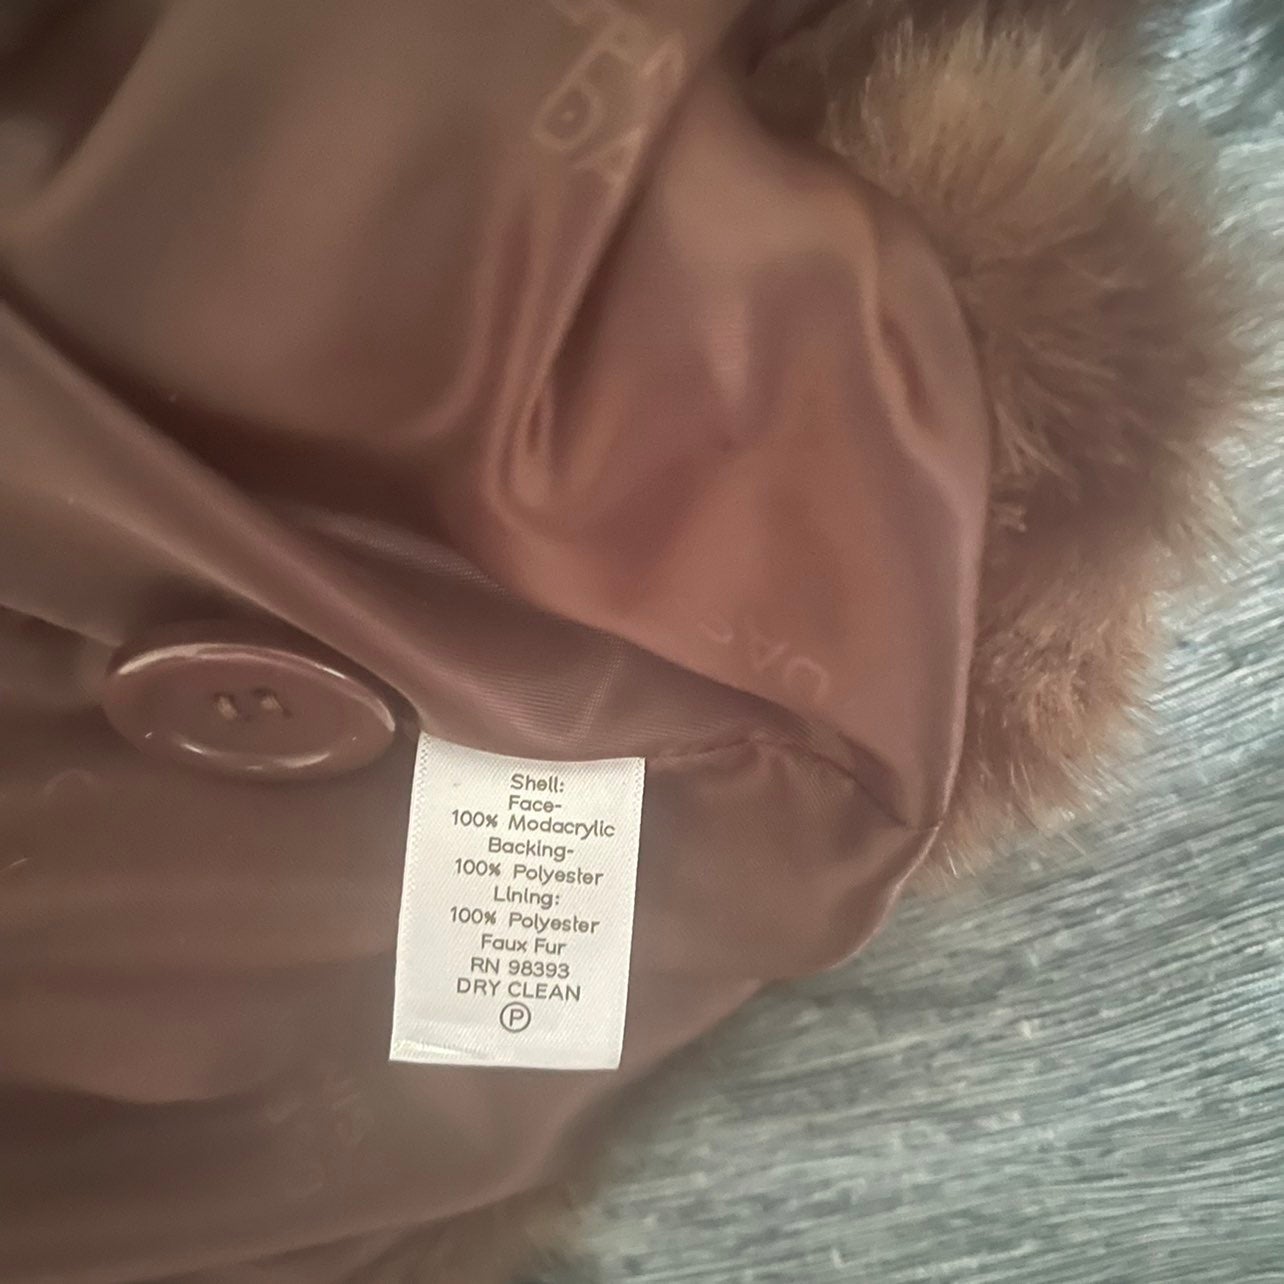 Shell:
Face-
100% Modacrylic
Backing-
100% Polyester
Lining:
100% Polyester
Faux Fur
RN 98393
DRY CLEAN
P